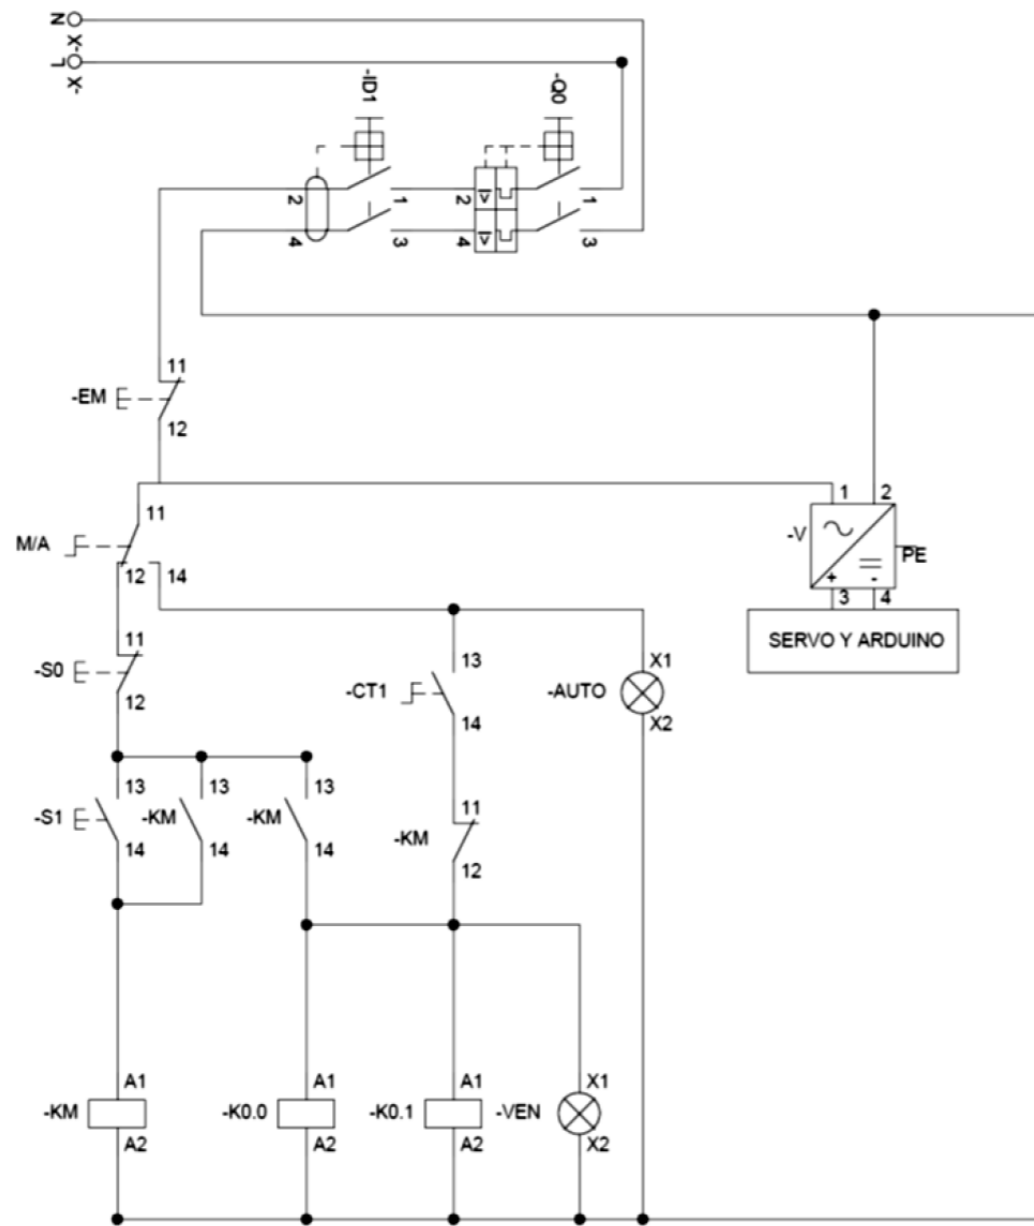 N
X-
L
X-
-ID1
-Q0
2
1
2
1
4
3
4
3
11
-EM
12
11
M/A
12
14
1
2
-V
PE
+
-
3
4
SERVO Y ARDUINO
11
-S0
12
13
-CT1
14
X1
-AUTO
X2
13
13
13
-S1
-KM
-KM
14
14
14
11
-KM
12
A1
A1
A1
X1
-KM
-K0.0
-K0.1
-VEN
A2
A2
A2
X2